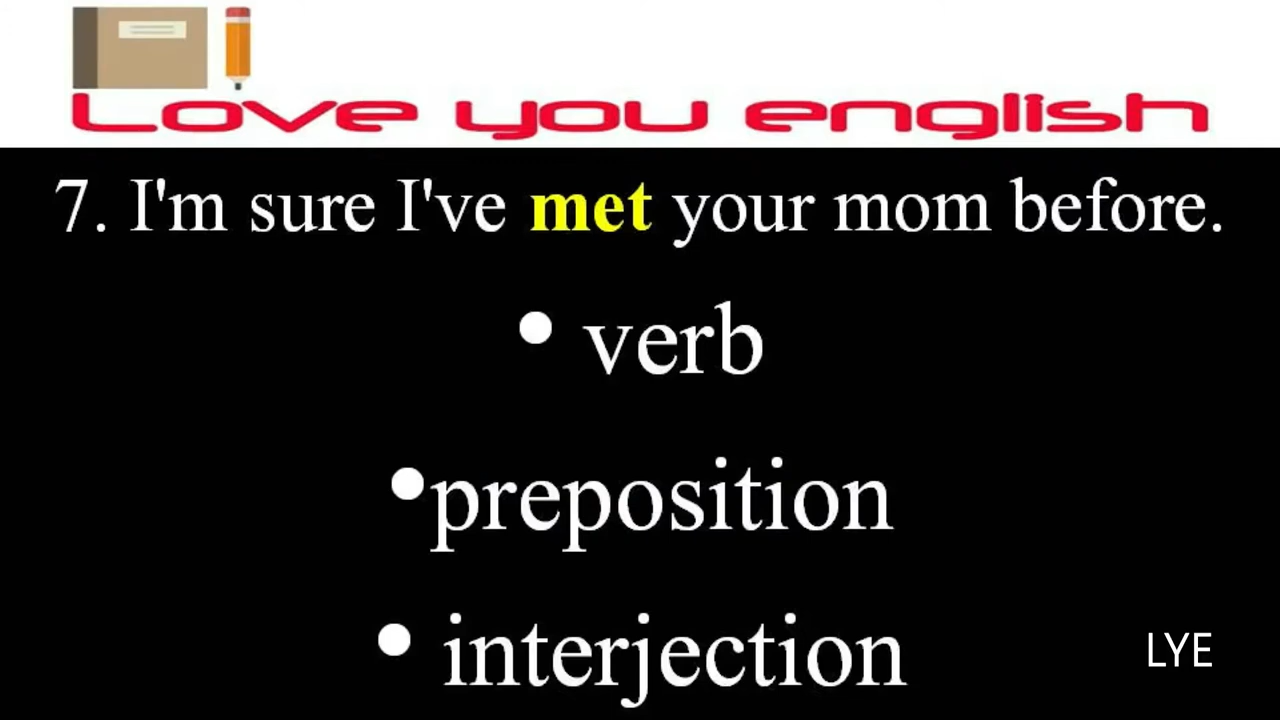 Love you english
7. I'm sure I've met your mom before.
• verb
•preposition
• interjection
LYE